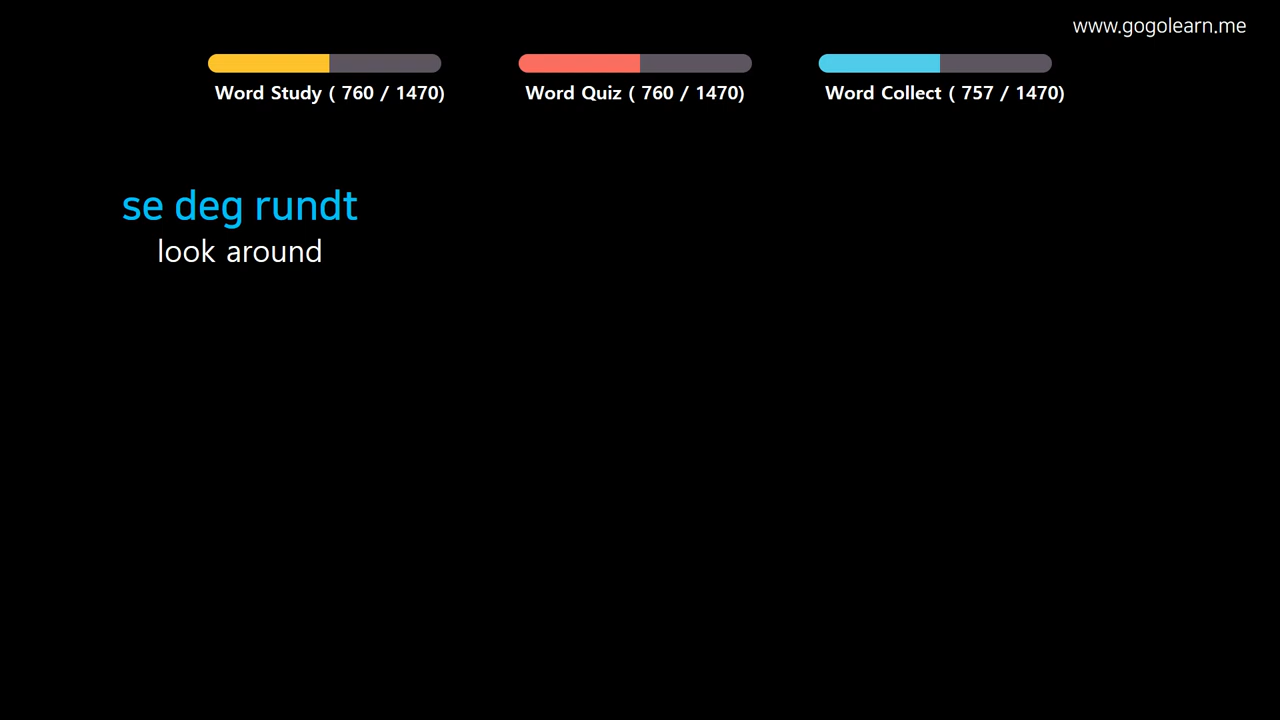 www.gogolearn.me
Word Study ( 760 / 1470)
Word Quiz ( 760 / 1470)
Word Collect ( 757 / 1470)
se deg rundt
look around